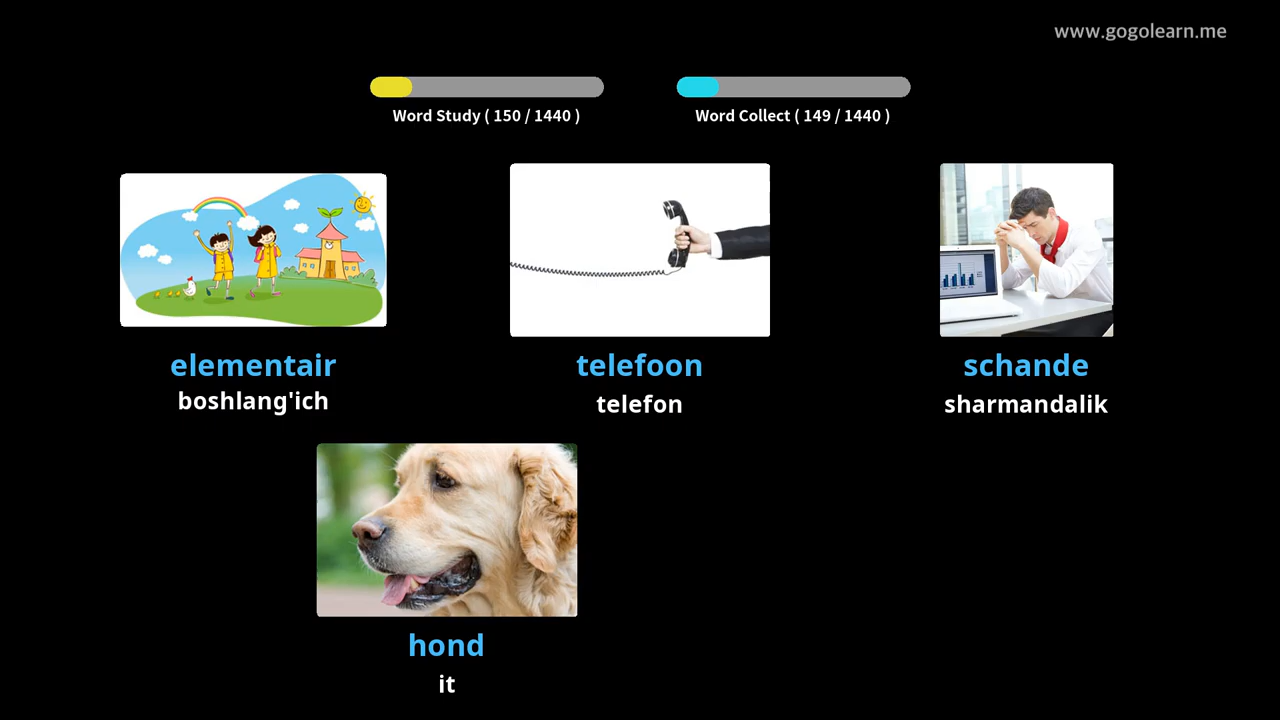 www.gogolearn.me
Word Study ( 150 / 1440 )
Word Collect ( 149 / 1440 )
elementair
boshlang'ich
telefoon
telefon
schande
sharmandalik
hond
it